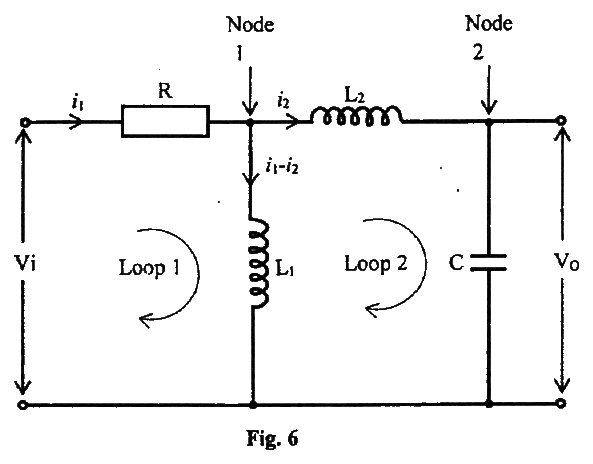 Node
1
Node
2
i₁
R
i₂
L₂
i₁-i₂
Vi
Loop 1
L₁
Loop 2
C
Vo
Fig. 6